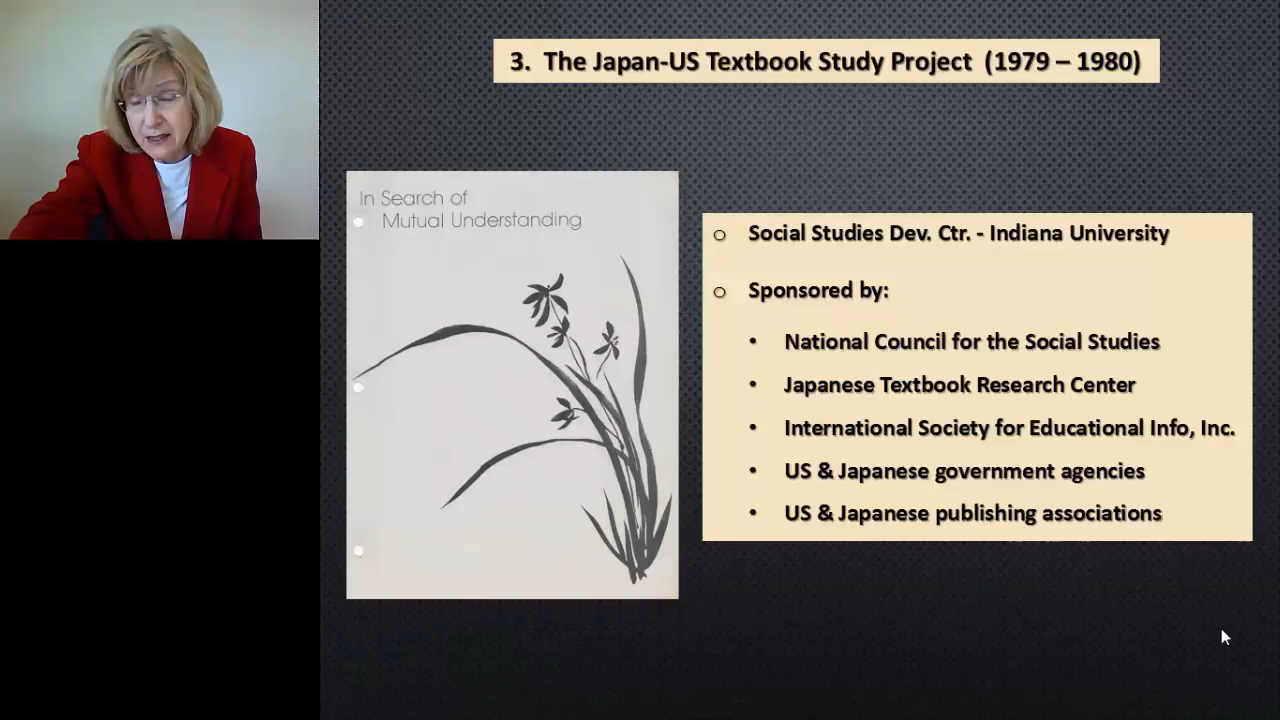 3. The Japan-US Textbook Study Project (1979 – 1980)
In Search of
Mutual Understanding
Social Studies Dev. Ctr. - Indiana University
Sponsored by:
National Council for the Social Studies
Japanese Textbook Research Center
International Society for Educational Info, Inc.
US & Japanese government agencies
US & Japanese publishing associations